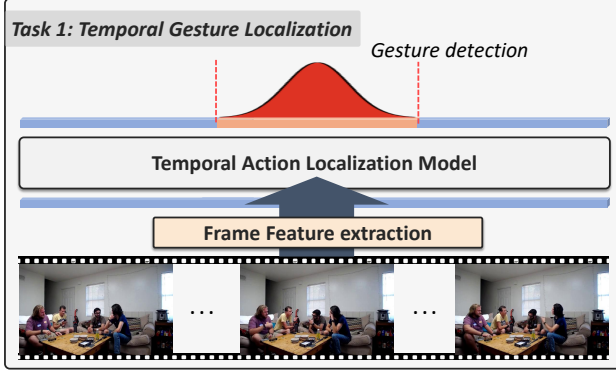 Task 1: Temporal Gesture Localization
Gesture detection
Temporal Action Localization Model
Frame Feature extraction
... ...